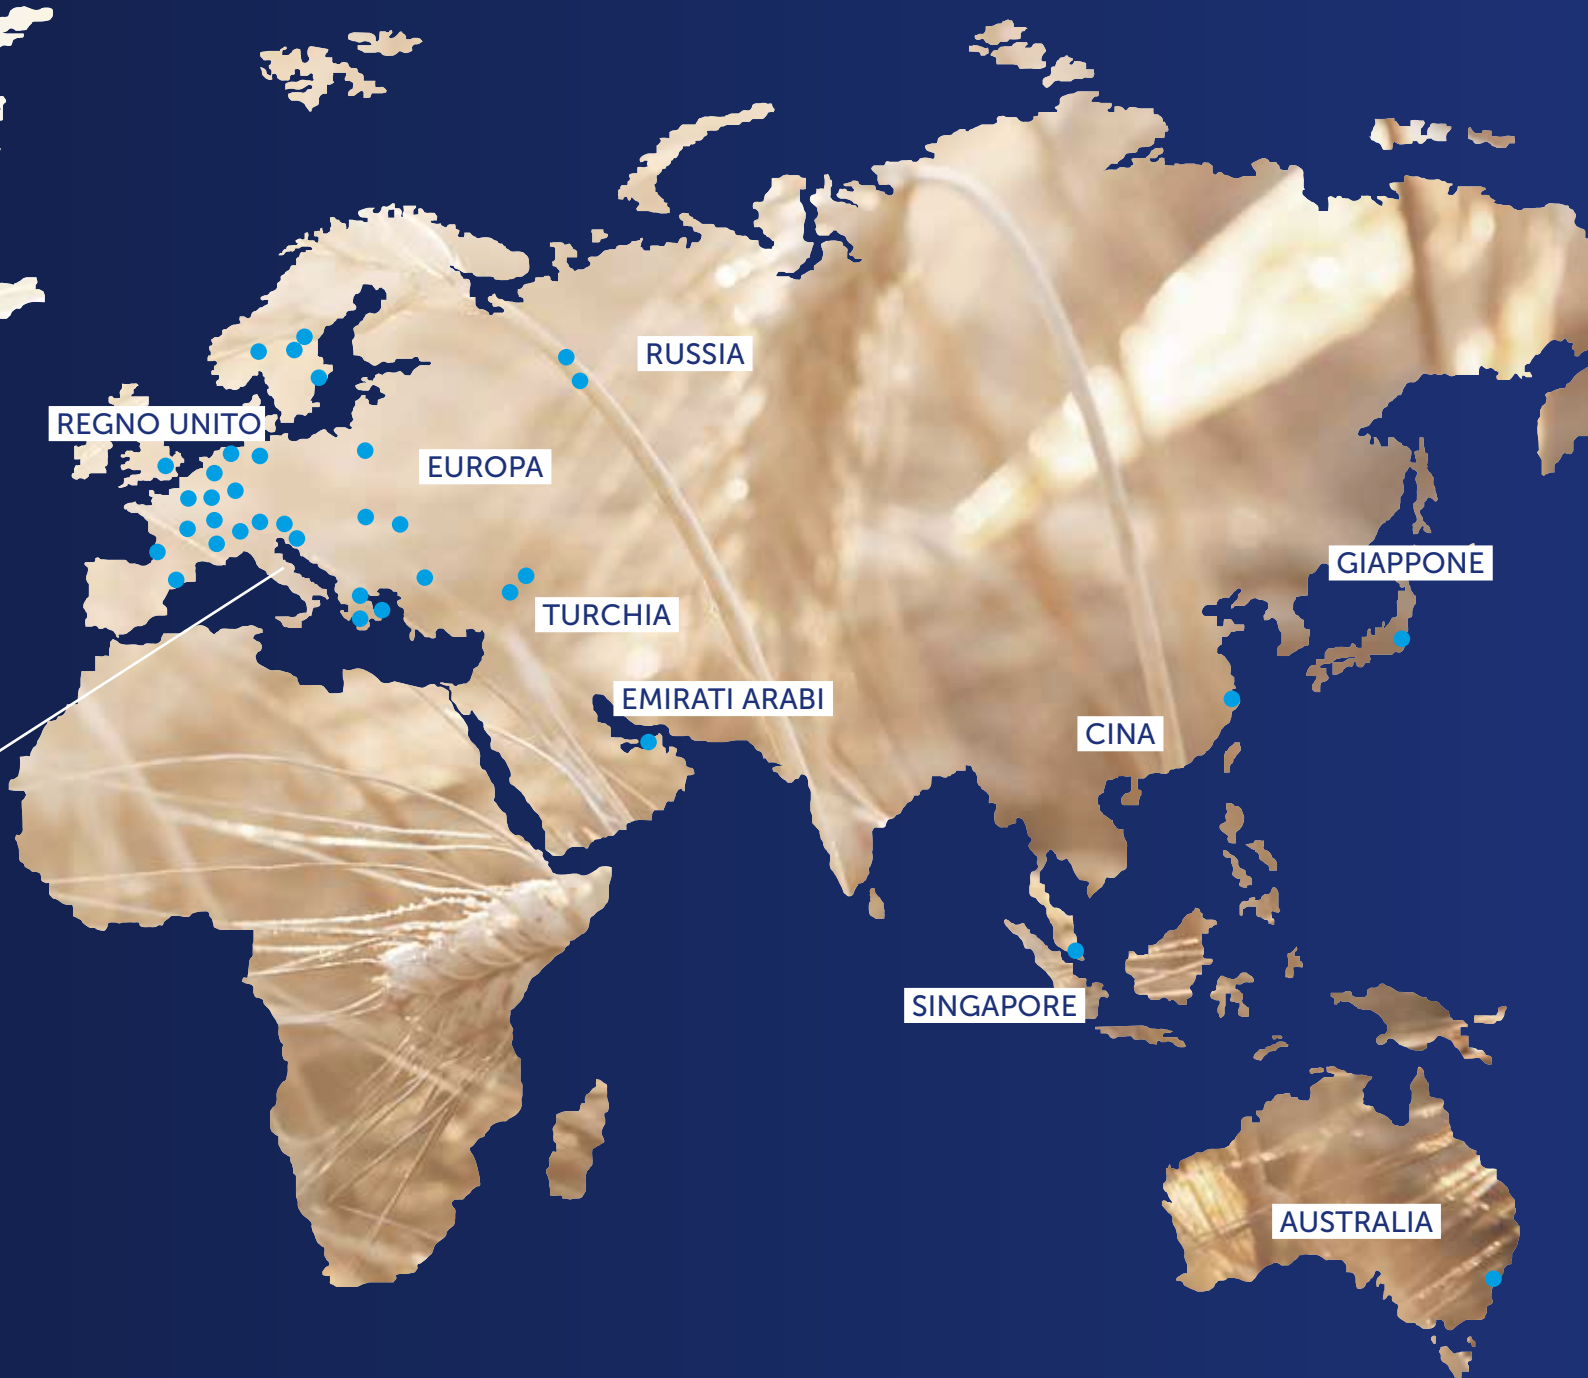 RUSSIA
REGNO UNITO
EUROPA
GIAPPONE
TURCHIA
EMIRATI ARABI
CINA
SINGAPORE
AUSTRALIA